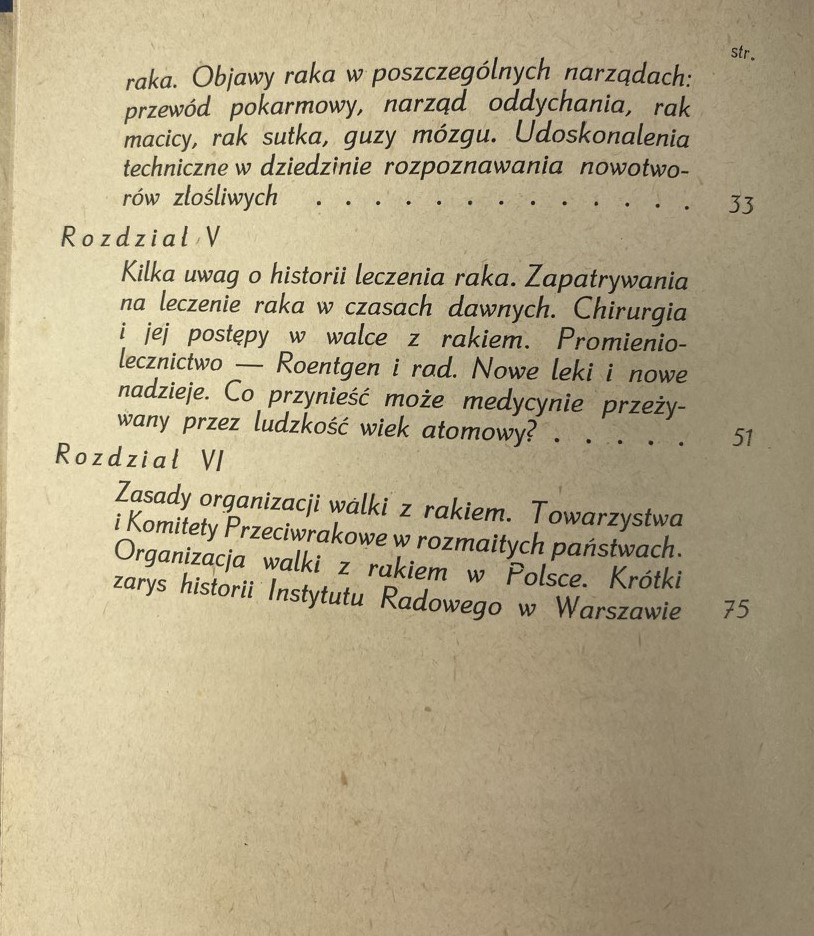 str.
raka. Objawy raka w poszczególnych narządach:
przewód pokarmowy, narząd oddychania, rak
macicy, rak sutka, guzy mózgu. Udoskonalenia
techniczne w dziedzinie rozpoznawania nowotwo-
rów złośliwych . . . . . . . . . . . . . 33
Rozdział V
Kilka uwag o historii leczenia raka. Zapatrywania
na leczenie raka w czasach dawnych. Chirurgia
i jej postępy w walce z rakiem. Promienio-
lecznictwo — Roentgen i rad. Nowe leki i nowe
nadzieje. Co przynieść może medycynie przeży-
wany przez ludzkość wiek atomowy? . . . . . 51
Rozdział VI
Zasady organizacji walki z rakiem. Towarzystwa
i Komitety Przeciwrakowe w rozmaitych państwach.
Organizacja walki z rakiem w Polsce. Krótki
zarys historii Instytutu Radowego w Warszawie 75